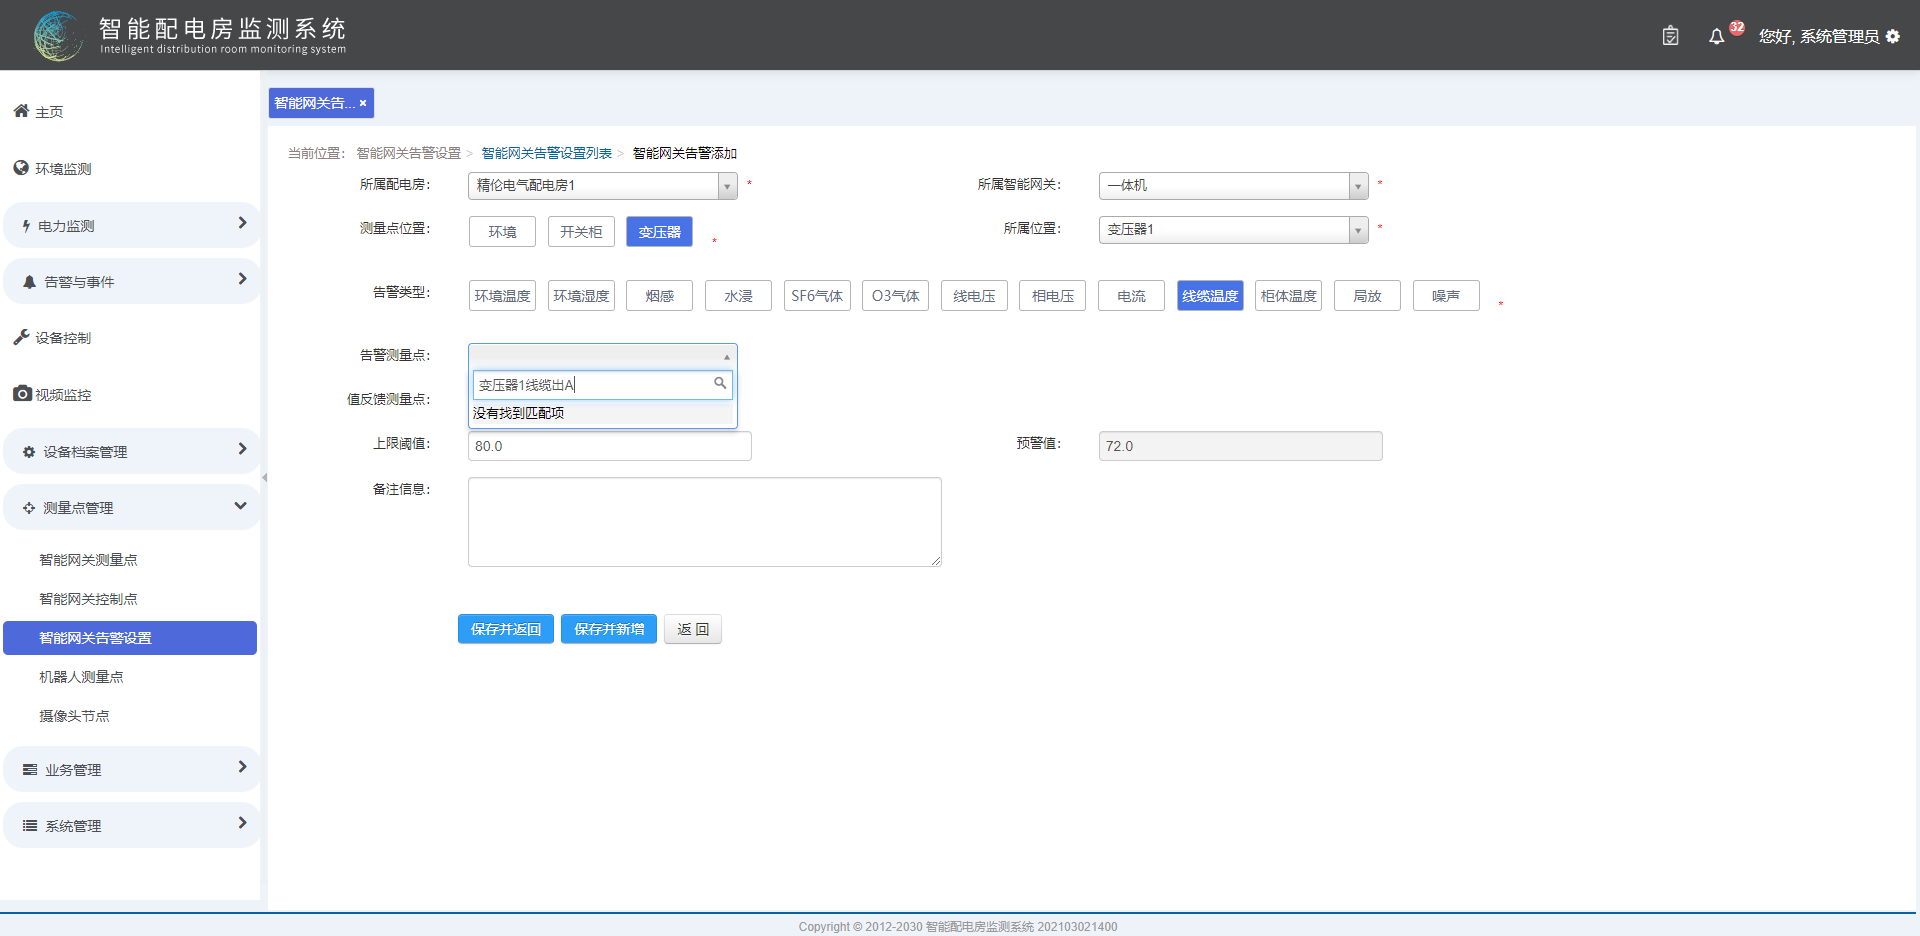 智能配电房监测系统
Intelligent distribution room monitoring system
32
您好, 系统管理员
主页
环境监测
电力监测
告警与事件
设备控制
视频监控
设备档案管理
测量点管理
智能网关测量点
智能网关控制点
智能网关告警设置
机器人测量点
摄像头节点
业务管理
系统管理
智能网关告... ×
当前位置： 智能网关告警设置 > 智能网关告警设置列表 > 智能网关告警添加
所属配电房： 精伦电气配电房1 * 所属智能网关： 一体机 *
测量点位置： 环境 开关柜 变压器 * 所属位置： 变压器1 *
告警类型： 环境温度 环境湿度 烟感 水浸 SF6气体 O3气体 线电压 相电压 电流 线缆温度 柜体温度 局放 噪声 *
告警测量点：
变压器1线缆出A
值反馈测量点：
没有找到匹配项
上限阈值： 80.0 预警值： 72.0
备注信息：
保存并返回 保存并新增 返 回
Copyright © 2012-2030 智能配电房监测系统 202103021400